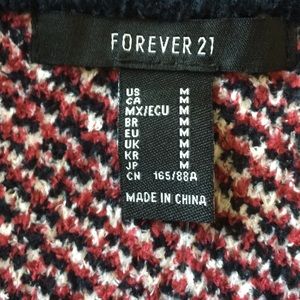 FOREVER 21
US M
CA M
MX/ECU M
BR M
EU M
UK M
KR M
JP M
CN 165/88A
MADE IN CHINA